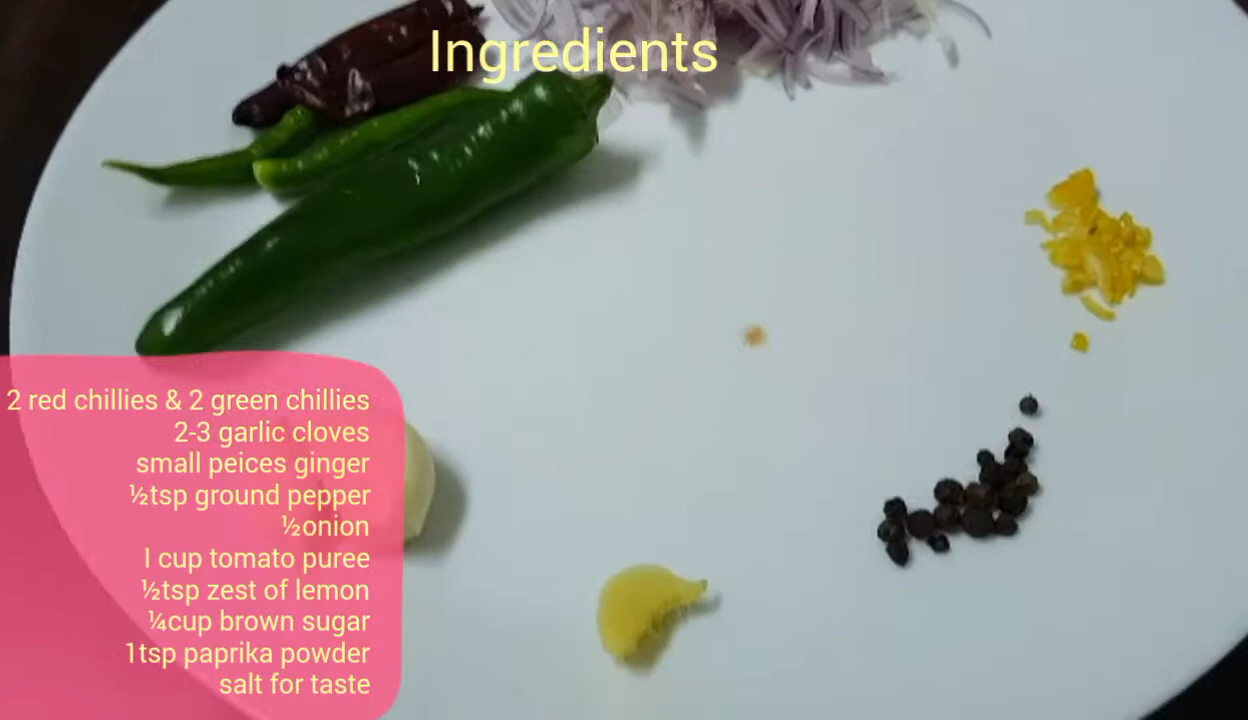 Ingredients
2 red chillies & 2 green chillies
2-3 garlic cloves
small peices ginger
½tsp ground pepper
½onion
l cup tomato puree
½tsp zest of lemon
¼cup brown sugar
1tsp paprika powder
salt for taste